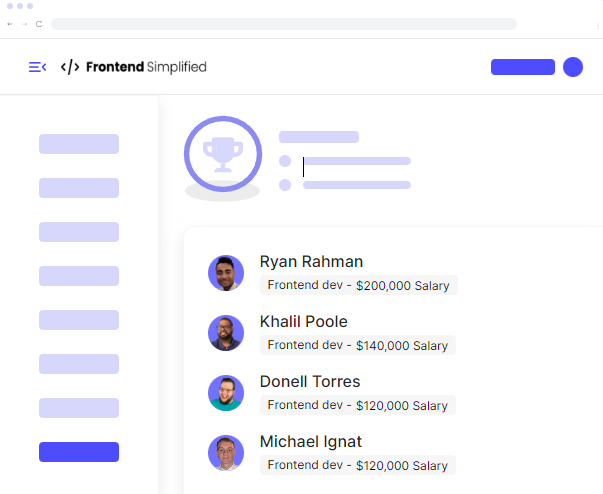 </> Frontend Simplified
Ryan Rahman
Frontend dev - $200,000 Salary
Khalil Poole
Frontend dev - $140,000 Salary
Donell Torres
Frontend dev - $120,000 Salary
Michael Ignat
Frontend dev - $120,000 Salary